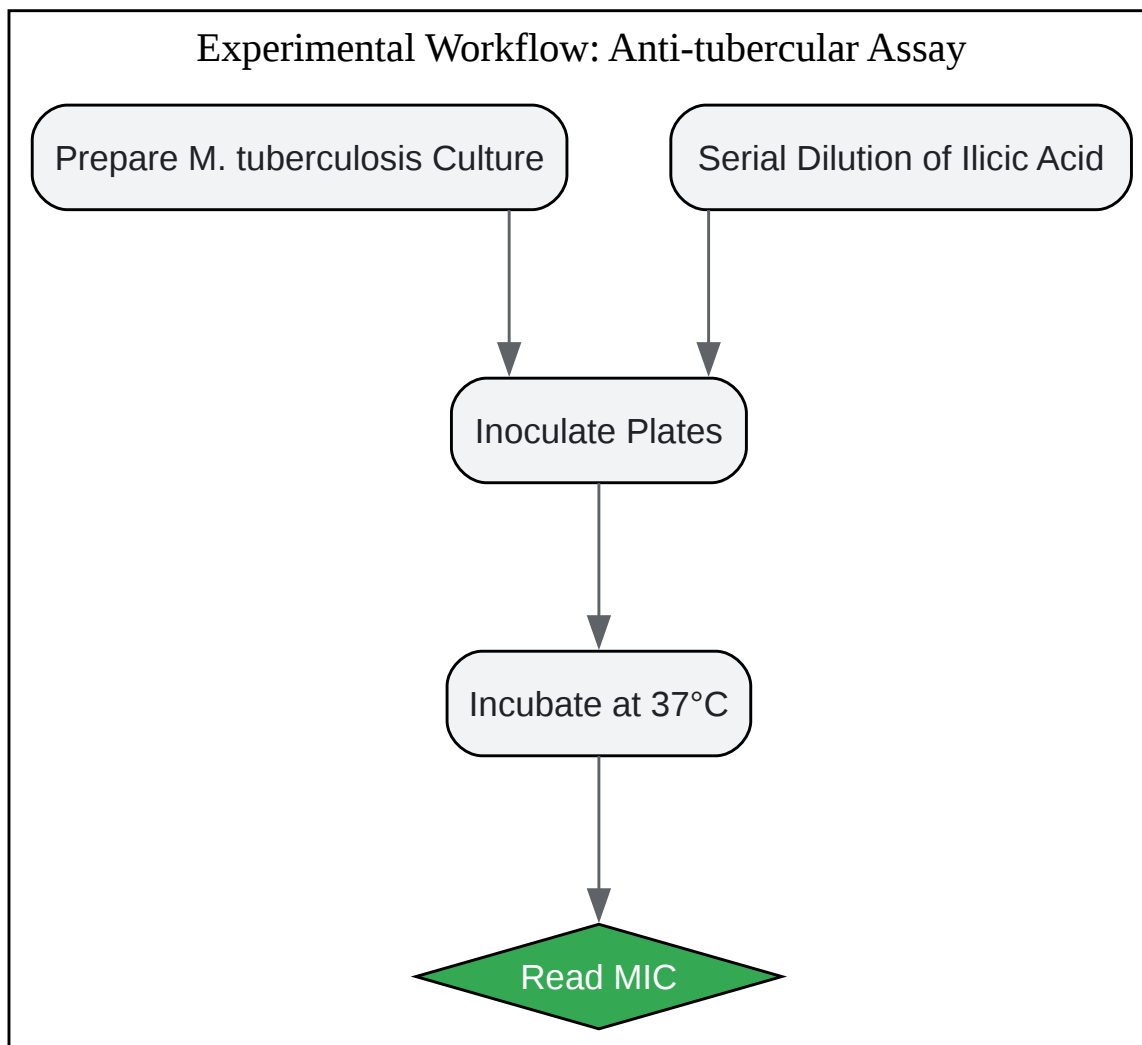 Experimental Workflow: Anti-tubercular Assay
Prepare M. tuberculosis Culture
Serial Dilution of Ilicic Acid
Inoculate Plates
Incubate at 37°C
Read MIC